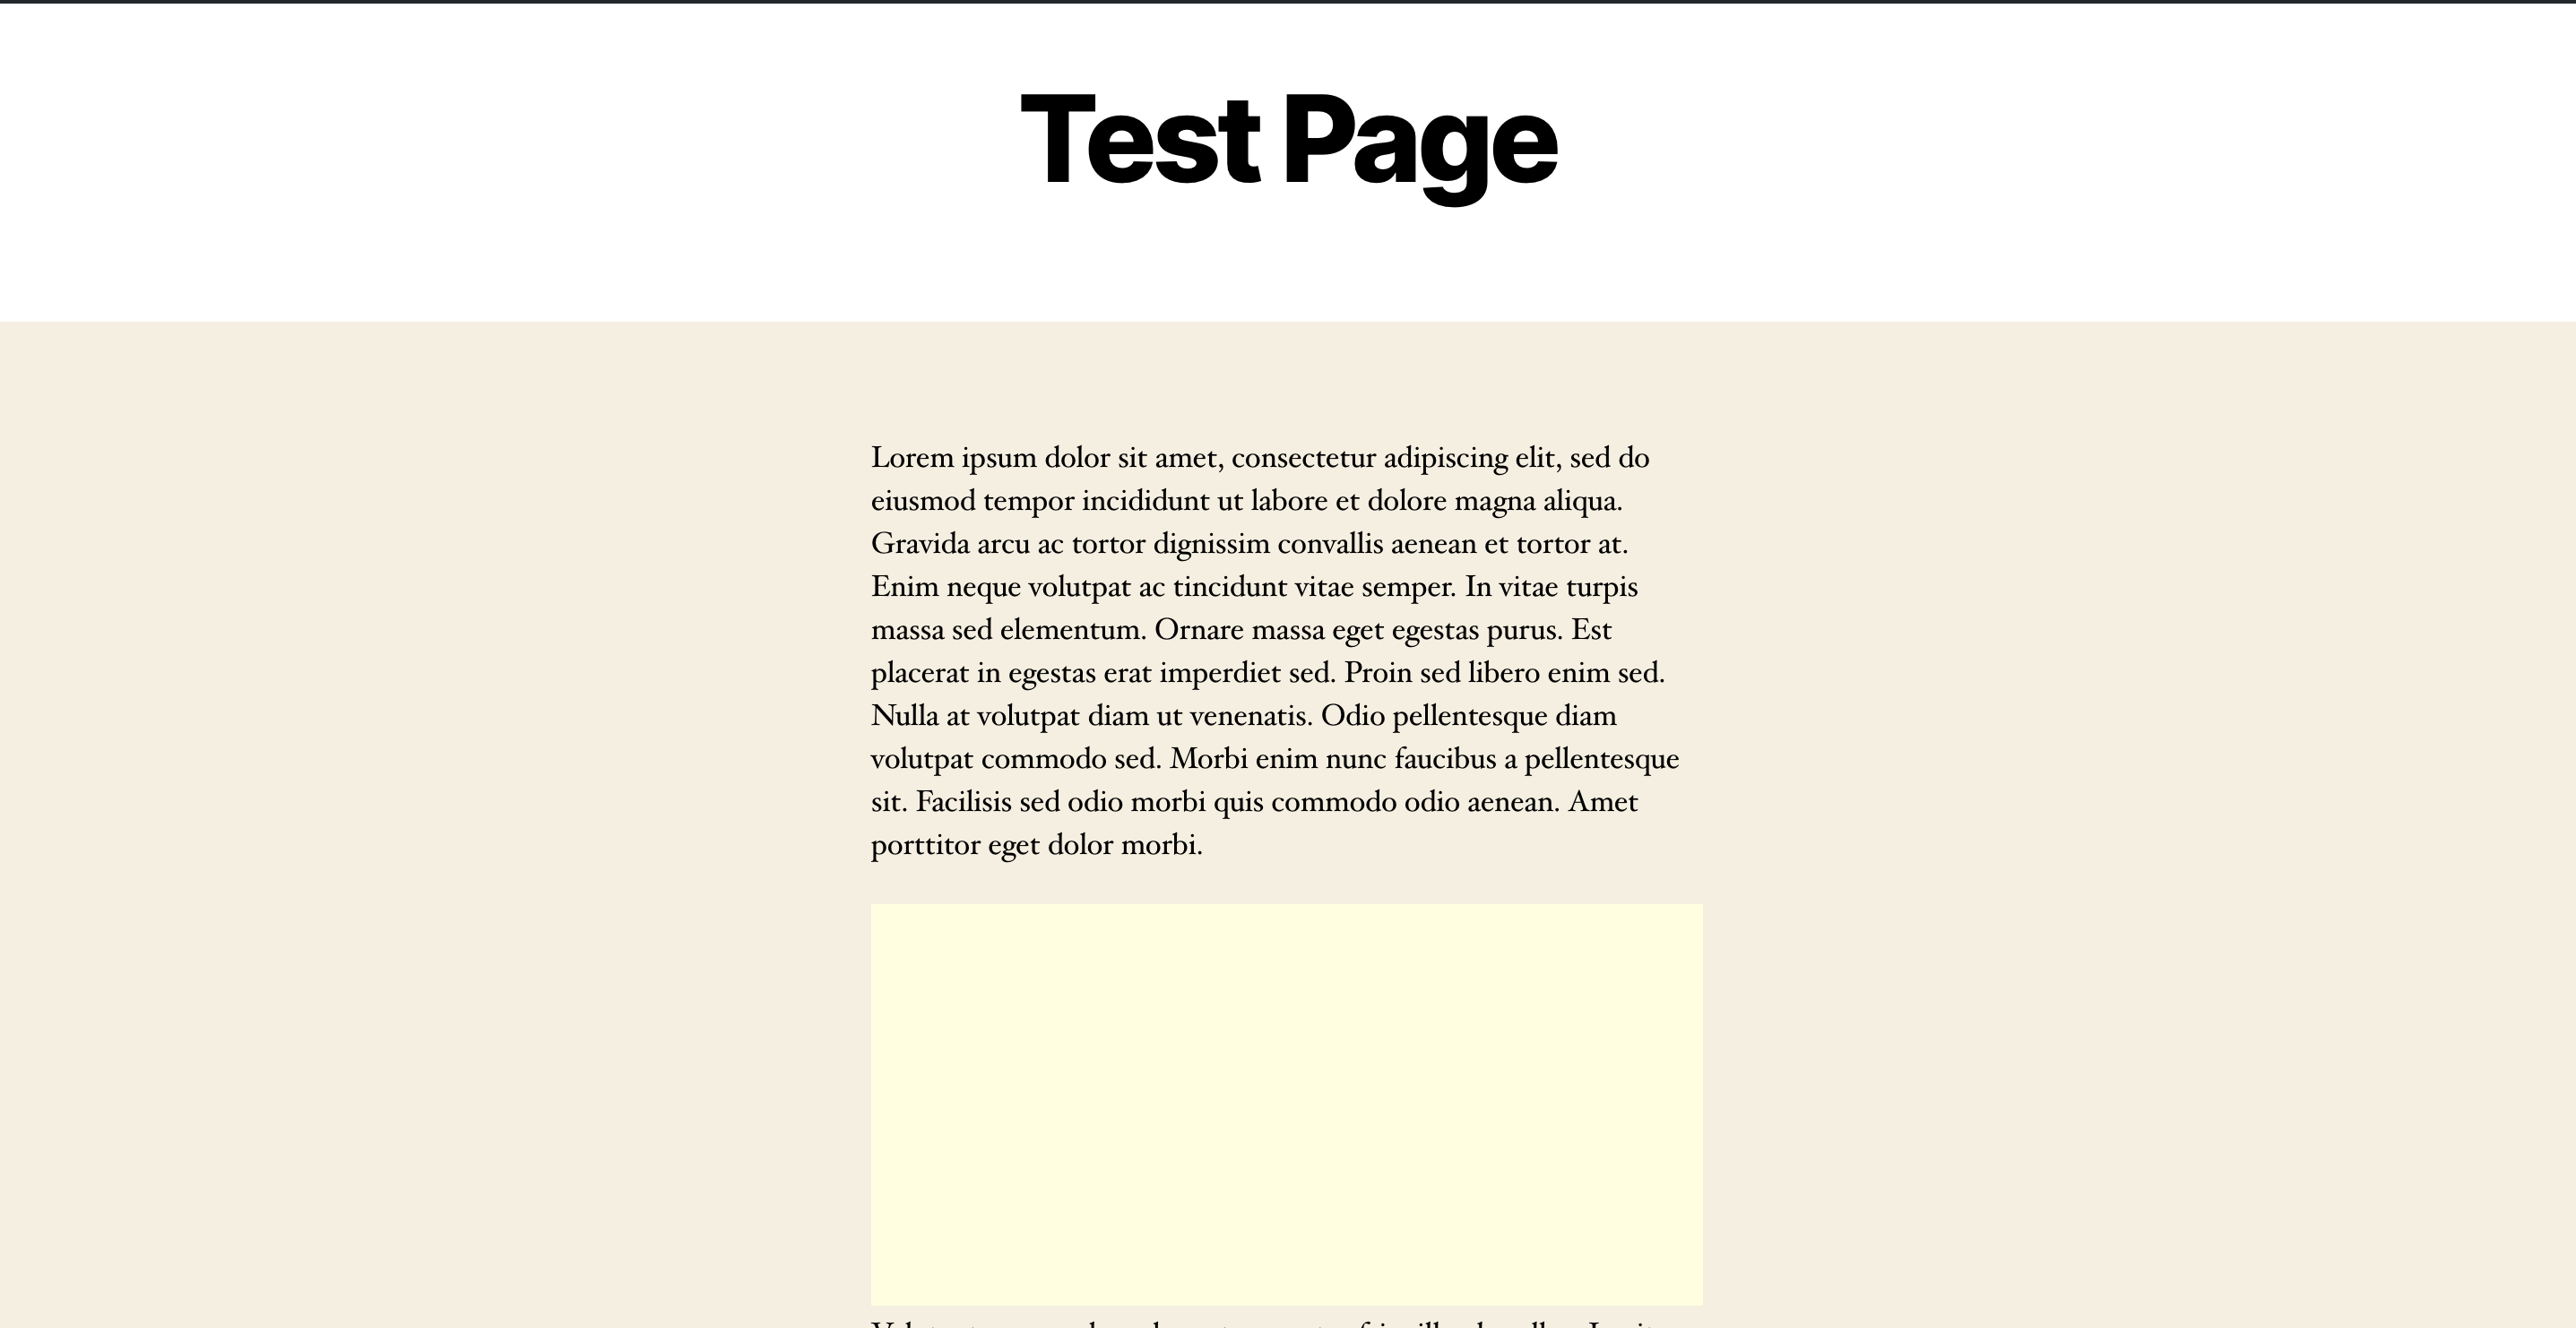 Test Page
Lorem ipsum dolor sit amet, consectetur adipiscing elit, sed do
eiusmod tempor incididunt ut labore et dolore magna aliqua.
Gravida arcu ac tortor dignissim convallis aenean et tortor at.
Enim neque volutpat ac tincidunt vitae semper. In vitae turpis
massa sed elementum. Ornare massa eget egestas purus. Est
placerat in egestas erat imperdiet sed. Proin sed libero enim sed.
Nulla at volutpat diam ut venenatis. Odio pellentesque diam
volutpat commodo sed. Morbi enim nunc faucibus a pellentesque
sit. Facilisis sed odio morbi quis commodo odio aenean. Amet
porttitor eget dolor morbi.